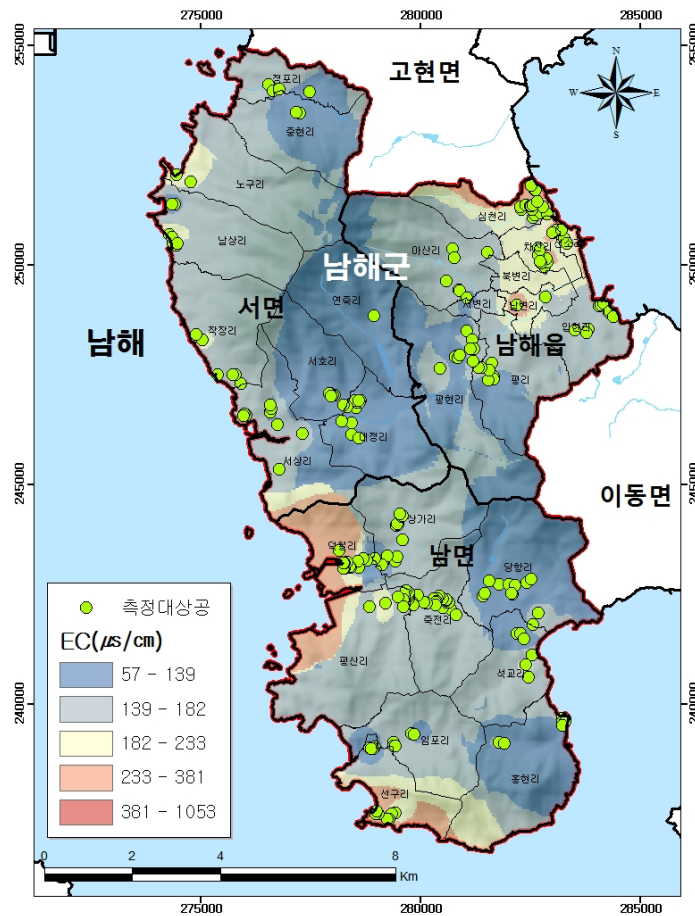 275000
280000
285000
255000
255000
고현면
N
W
E
S
정포리
중현리
노구리
심천리
차산리
남상리
아산리
북변리
250000
250000
남해군
연죽리
서변리
남변리
서면
남해
작장리
남해읍
서호리
평리
평현리
대정리
서상리
245000
245000
이동면
상가리
덕월리
남면
당항리
측정대상공
EC(μs/cm)
57 - 139
139 - 182
182 - 233
233 - 381
381 - 1053
죽전리
평산리
석교리
240000
240000
임포리
홍현리
선구리
0
2
4
8
Km
275000
280000
285000